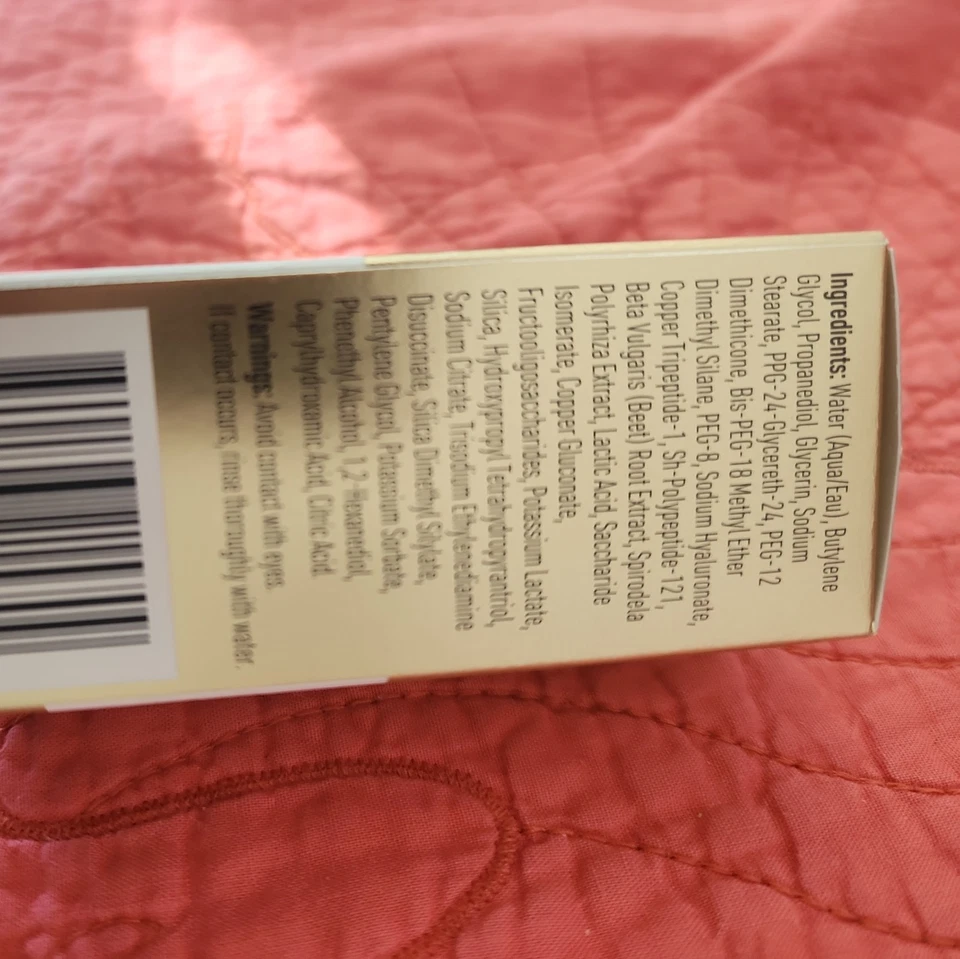 Ingredients: Water (Aqua/Eau), Butylene
Glycol, Propanediol, Glycerin, Sodium
Stearate, PPG-24-Glycereth-24, PEG-12
Dimethicone, Bis-PEG-18 Methyl Ether
Dimethyl Silane, PEG-8, Sodium Hyaluronate,
Copper Tripeptide-1, Sh-Polypeptide-121,
Beta Vulgaris (Beet) Root Extract, Spirodela
Polyrhiza Extract, Lactic Acid, Saccharide
Isomerate, Copper Gluconate,
Fructooligosaccharides, Potassium Lactate,
Silica, Hydroxypropyl Tetrahydropyrantriol,
Sodium Citrate, Trisodium Ethylenediamine
Disuccinate, Silica Dimethyl Silylate,
Pentylene Glycol, Potassium Sorbate,
Phenethyl Alcohol, 1,2-Hexanediol,
Caprylhydroxamic Acid, Citric Acid.
Warnings: Avoid contact with eyes.
If contact occurs, rinse thoroughly with water.